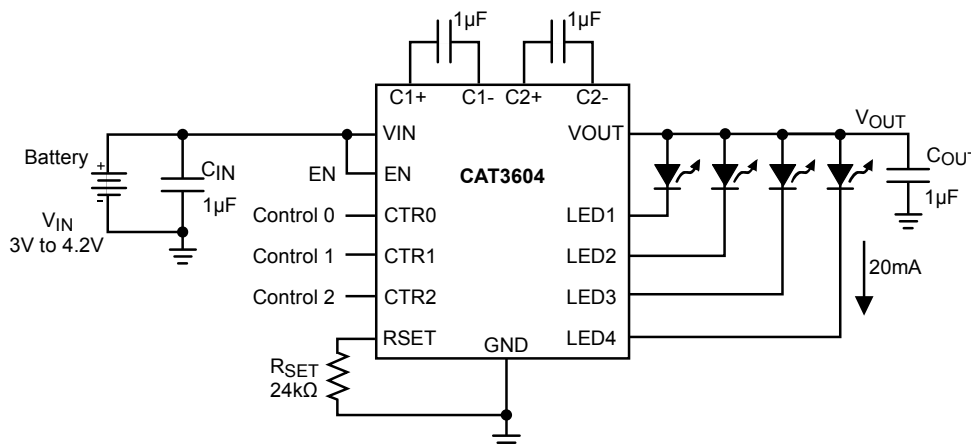 1µF
1µF
C1+
C1-
C2+
C2-
VIN
VOUT
VOUT
Battery
+
-
CIN
1µF
EN
EN
CAT3604
COUT
1µF
VIN
3V to 4.2V
Control 0
CTR0
LED1
Control 1
CTR1
LED2
20mA
Control 2
CTR2
LED3
RSET
GND
LED4
RSET
24kΩ